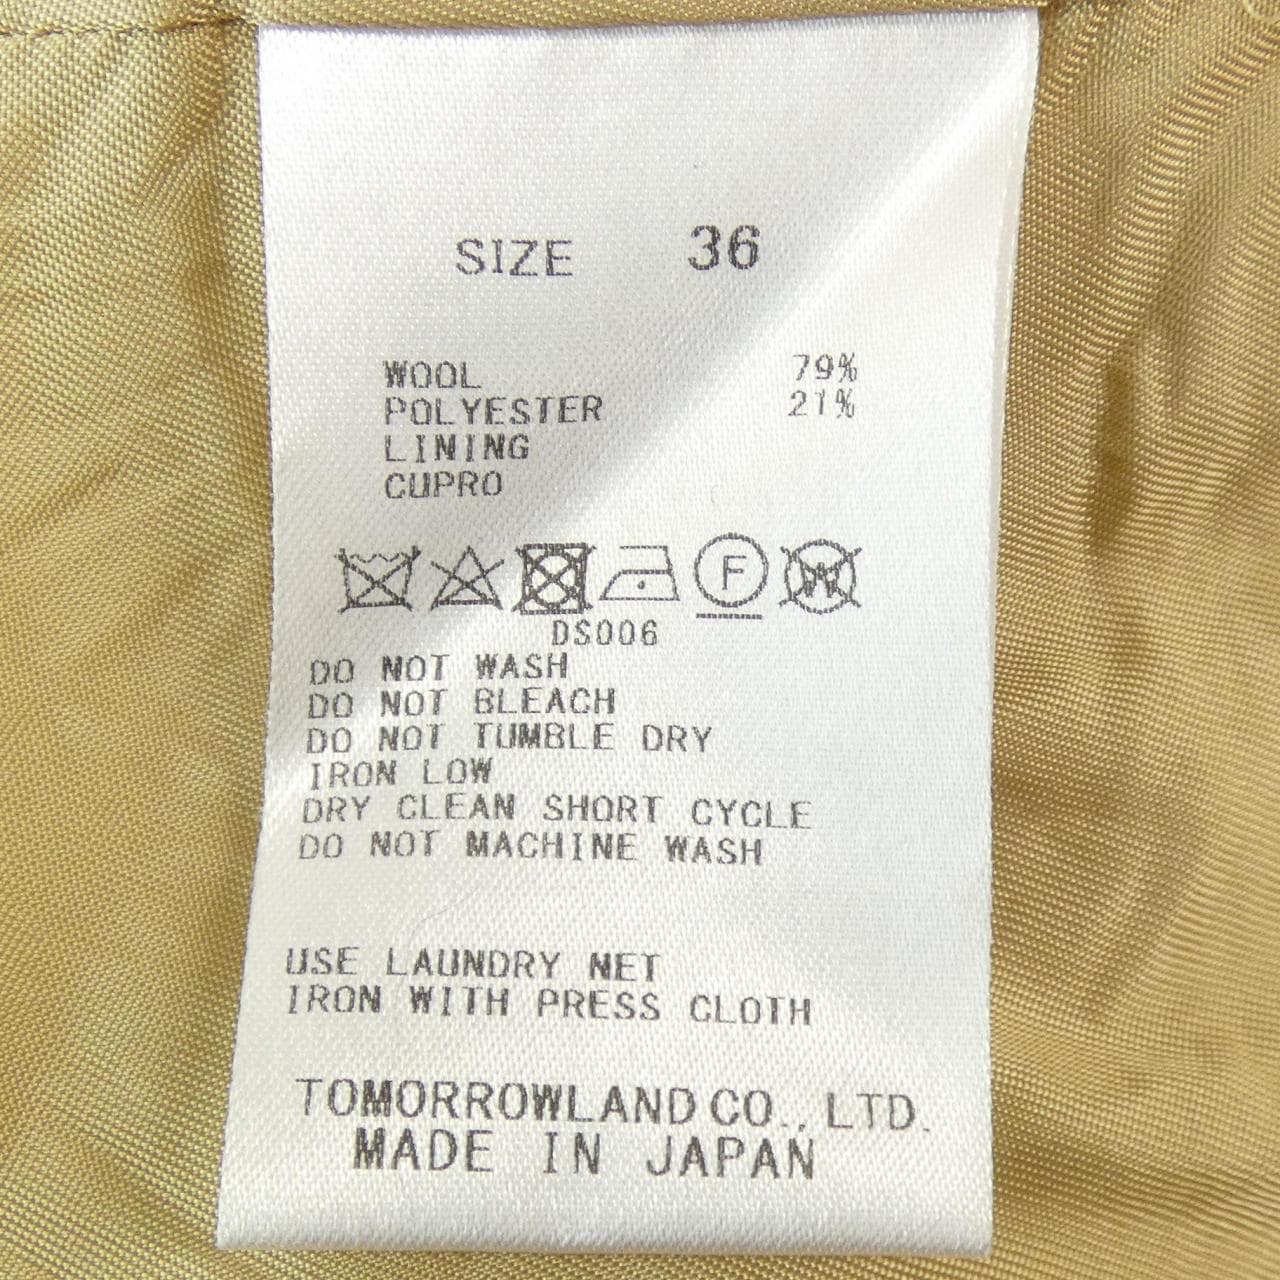 SIZE 36
WOOL 79%
POLYESTER 21%
LINING
CUPRO
F W
DS006
DO NOT WASH
DO NOT BLEACH
DO NOT TUMBLE DRY
IRON LOW
DRY CLEAN SHORT CYCLE
DO NOT MACHINE WASH
USE LAUNDRY NET
IRON WITH PRESS CLOTH
TOMORROWLAND CO., LTD.
MADE IN JAPAN